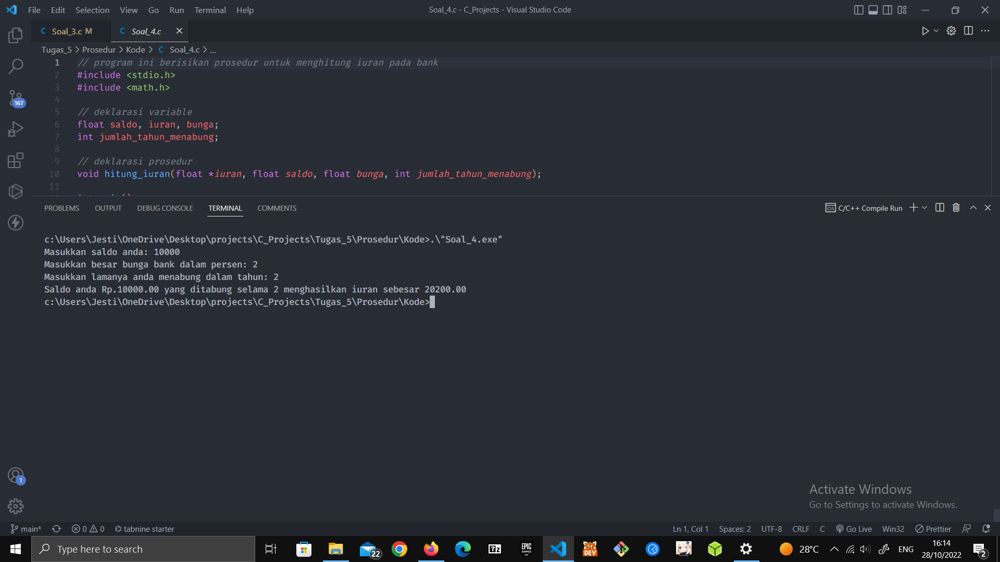 File Edit Selection View Go Run Terminal Help
Soal_4.c - C_Projects - Visual Studio Code
C Soal_3.c M
C Soal_4.c
Tugas_5 > Prosedur > Kode > C Soal_4.c > ...
1 // program ini berisikan prosedur untuk menghitung iuran pada bank
2 #include <stdio.h>
3 #include <math.h>
4
5 // deklarasi variable
6 float saldo, iuran, bunga;
7 int jumlah_tahun_menabung;
8
9 // deklarasi prosedur
10 void hitung_iuran(float *iuran, float saldo, float bunga, int jumlah_tahun_menabung);
11
167
PROBLEMS OUTPUT DEBUG CONSOLE TERMINAL COMMENTS
C/C++ Compile Run
c:\Users\Jesti\OneDrive\Desktop\projects\C_Projects\Tugas_5\Prosedur\Kode>.\"Soal_4.exe"
Masukkan saldo anda: 10000
Masukkan besar bunga bank dalam persen: 2
Masukkan lamanya anda menabung dalam tahun: 2
Saldo anda Rp.10000.00 yang ditabung selama 2 menghasilkan iuran sebesar 20200.00
c:\Users\Jesti\OneDrive\Desktop\projects\C_Projects\Tugas_5\Prosedur\Kode>
1
Activate Windows
Go to Settings to activate Windows.
main* 0 0 tabnine starter
Ln 1, Col 1 Spaces: 2 UTF-8 CRLF C Go Live Win32 Prettier
Type here to search
22
7z
EPIC GAMES
DEV
28°C
ENG
16:14
28/10/2022
2